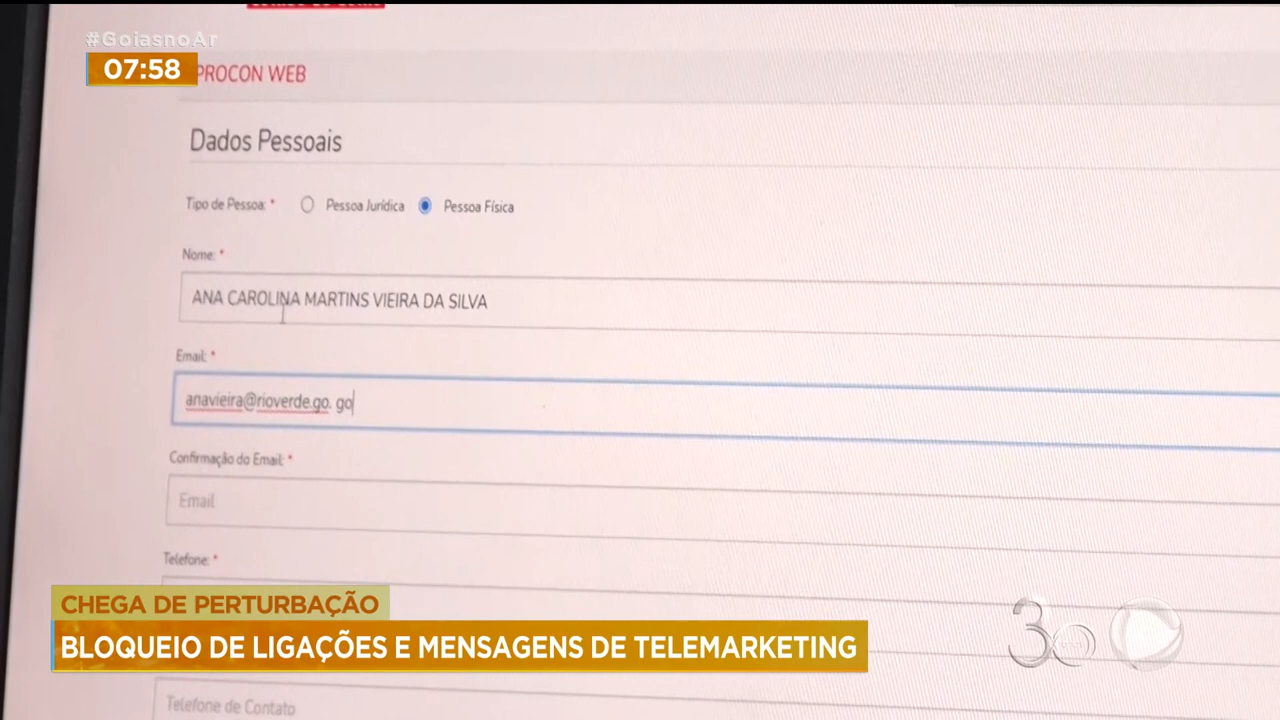 #GoiasnoAr
07:58
PROCON WEB
Dados Pessoais
Tipo de Pessoa: * Pessoa Jurídica Pessoa Física
Nome: *
ANA CAROLINA MARTINS VIEIRA DA SILVA
Email: *
anavieira@rioverde.go. go
Confirmação do Email: *
Email
Telefone: *
CHEGA DE PERTURBAÇÃO
BLOQUEIO DE LIGAÇÕES E MENSAGENS DE TELEMARKETING
30
Telefone de Contato